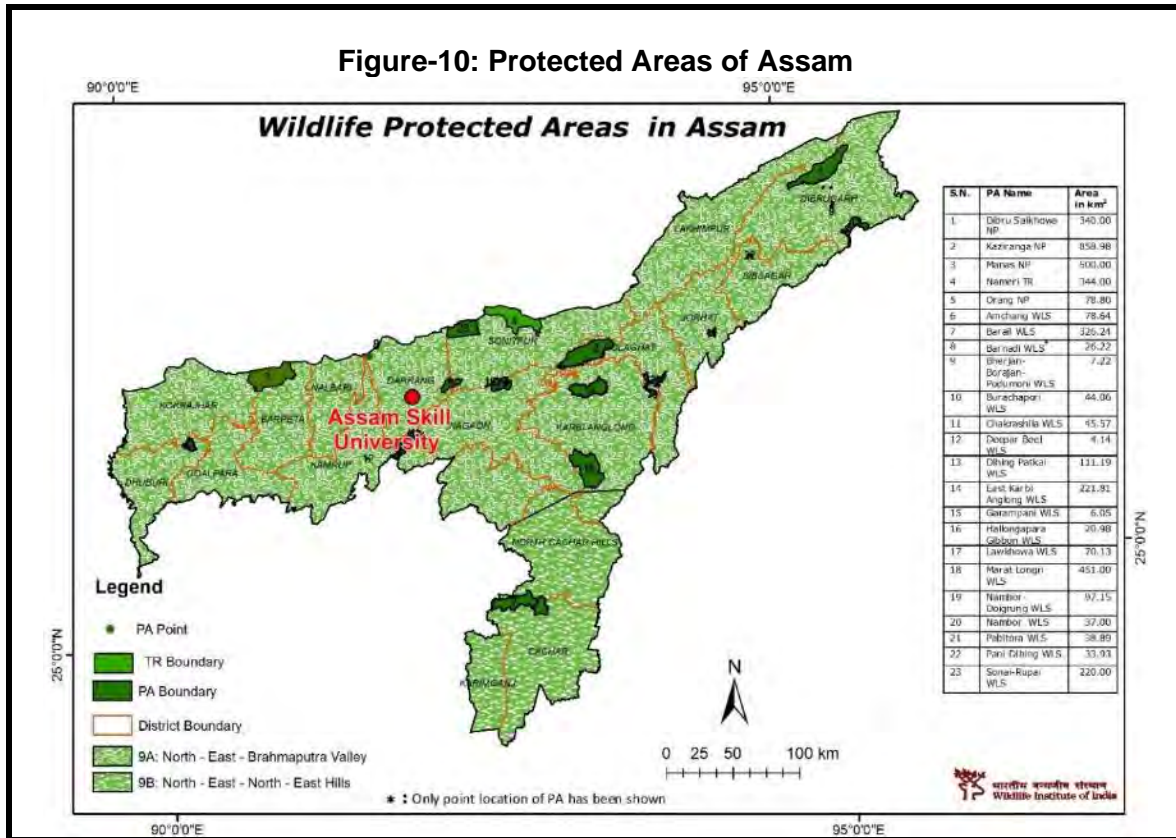 Figure-10: Protected Areas of Assam
90°0'0"E
95°0'0"E
Wildlife Protected Areas in Assam
DIBRUGARH
LAKHIMPUR
SIBSAGAR
JORHAT
SONITPUR
GOLAGHAT
DARRANG
NALBARI
BARPETA
KOKRAJHAR
Assam Skill
University
NAGAON
KARBIANGLONG
KAMRUP
GOALPARA
DHUBURI
NORTH CACHAR HILLS
CACHAR
KARIMGANJ
S.N. PA Name Area
in km²
1 Dibru Saikhowa 340.00
NP
2 Kaziranga NP 858.98
3 Manas NP 500.00
4 Nameri TR 344.00
5 Orang NP 78.80
6 Amchang WLS 78.64
7 Barail WLS 326.24
8 Barnadi WLS* 26.22
9 Bherjan- 7.22
Borajan-
Podumoni WLS
10 Burachapori 44.06
WLS
11 Chakrashila WLS 45.57
12 Deepar Beel 4.14
WLS
13 Dihing Patkai 111.19
WLS
14 East Karbi 221.81
Anglong WLS
15 Garampani WLS 6.05
16 Hallongapara 20.98
Gibbon WLS
17 Lawkhowa WLS 70.13
18 Marat Longri 451.00
WLS
19 Nambor- 97.15
Doigrung WLS
20 Nambor WLS 37.00
21 Pabitora WLS 38.89
22 Pani-Dihing WLS 33.93
23 Sonai-Rupai 220.00
WLS
25°0'0"N
25°0'0"N
Legend
PA Point
TR Boundary
PA Boundary
District Boundary
9A: North - East - Brahmaputra Valley
9B: North - East - North - East Hills
N
0 25 50 100 km
* : Only point location of PA has been shown
भारतीय वन्यजीव संस्थान
Wildlife Institute of India
90°0'0"E
95°0'0"E